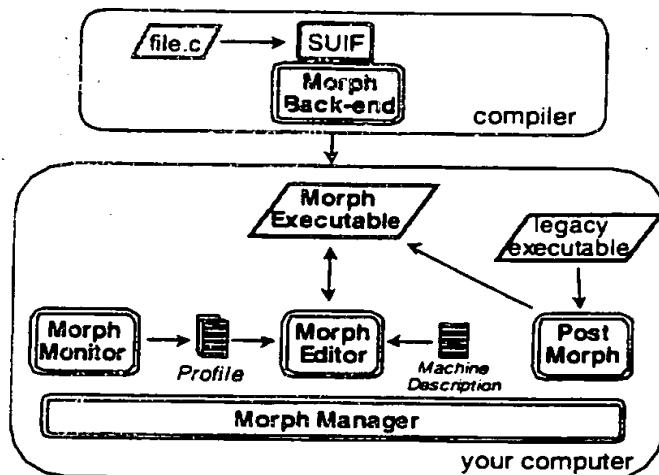 file.c
SUIF
Morph
Back-end
compiler
Morph
Executable
legacy
executable
Morph
Monitor
Profile
Morph
Editor
Machine
Description
Post
Morph
Morph Manager
your computer